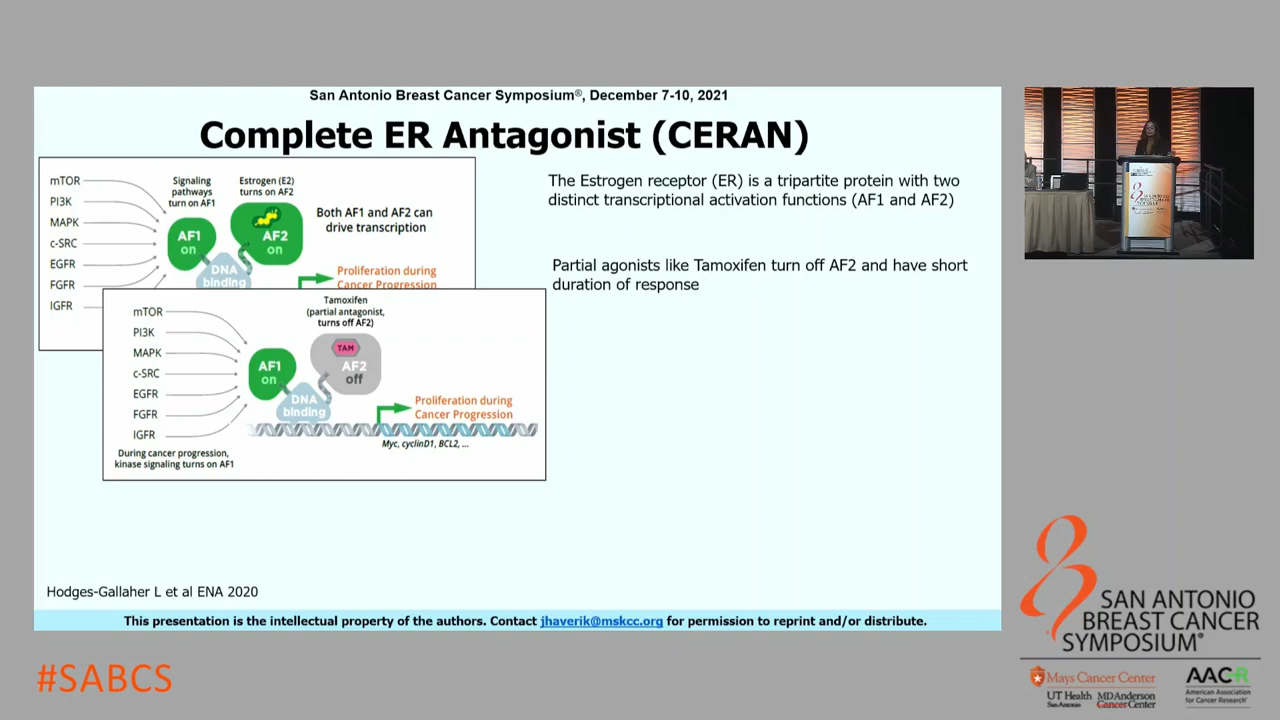 San Antonio Breast Cancer Symposium®, December 7-10, 2021
Complete ER Antagonist (CERAN)
mTOR
PI3K
MAPK
c-SRC
EGFR
FGFR
IGFR
Signaling
pathways
turn on AF1
Estrogen (E2)
turns on AF2
AF1
on
AF2
on
DNA
binding
Both AF1 and AF2 can
drive transcription
Proliferation during
Cancer Progression
mTOR
PI3K
MAPK
c-SRC
EGFR
FGFR
IGFR
During cancer progression,
kinase signaling turns on AF1
Tamoxifen
(partial antagonist,
turns off AF2)
TAM
AF1
on
AF2
off
DNA
binding
Proliferation during
Cancer Progression
Myc, cyclinD1, BCL2, ...
The Estrogen receptor (ER) is a tripartite protein with two
distinct transcriptional activation functions (AF1 and AF2)
Partial agonists like Tamoxifen turn off AF2 and have short
duration of response
Hodges-Gallaher L et al ENA 2020
This presentation is the intellectual property of the authors. Contact jhaverik@mskcc.org for permission to reprint and/or distribute.
#SABCS
SAN ANTONIO
BREAST CANCER
SYMPOSIUM®
Mays Cancer Center
UT Health
San Antonio
MD Anderson
Cancer Center
AACR
American Association
for Cancer Research